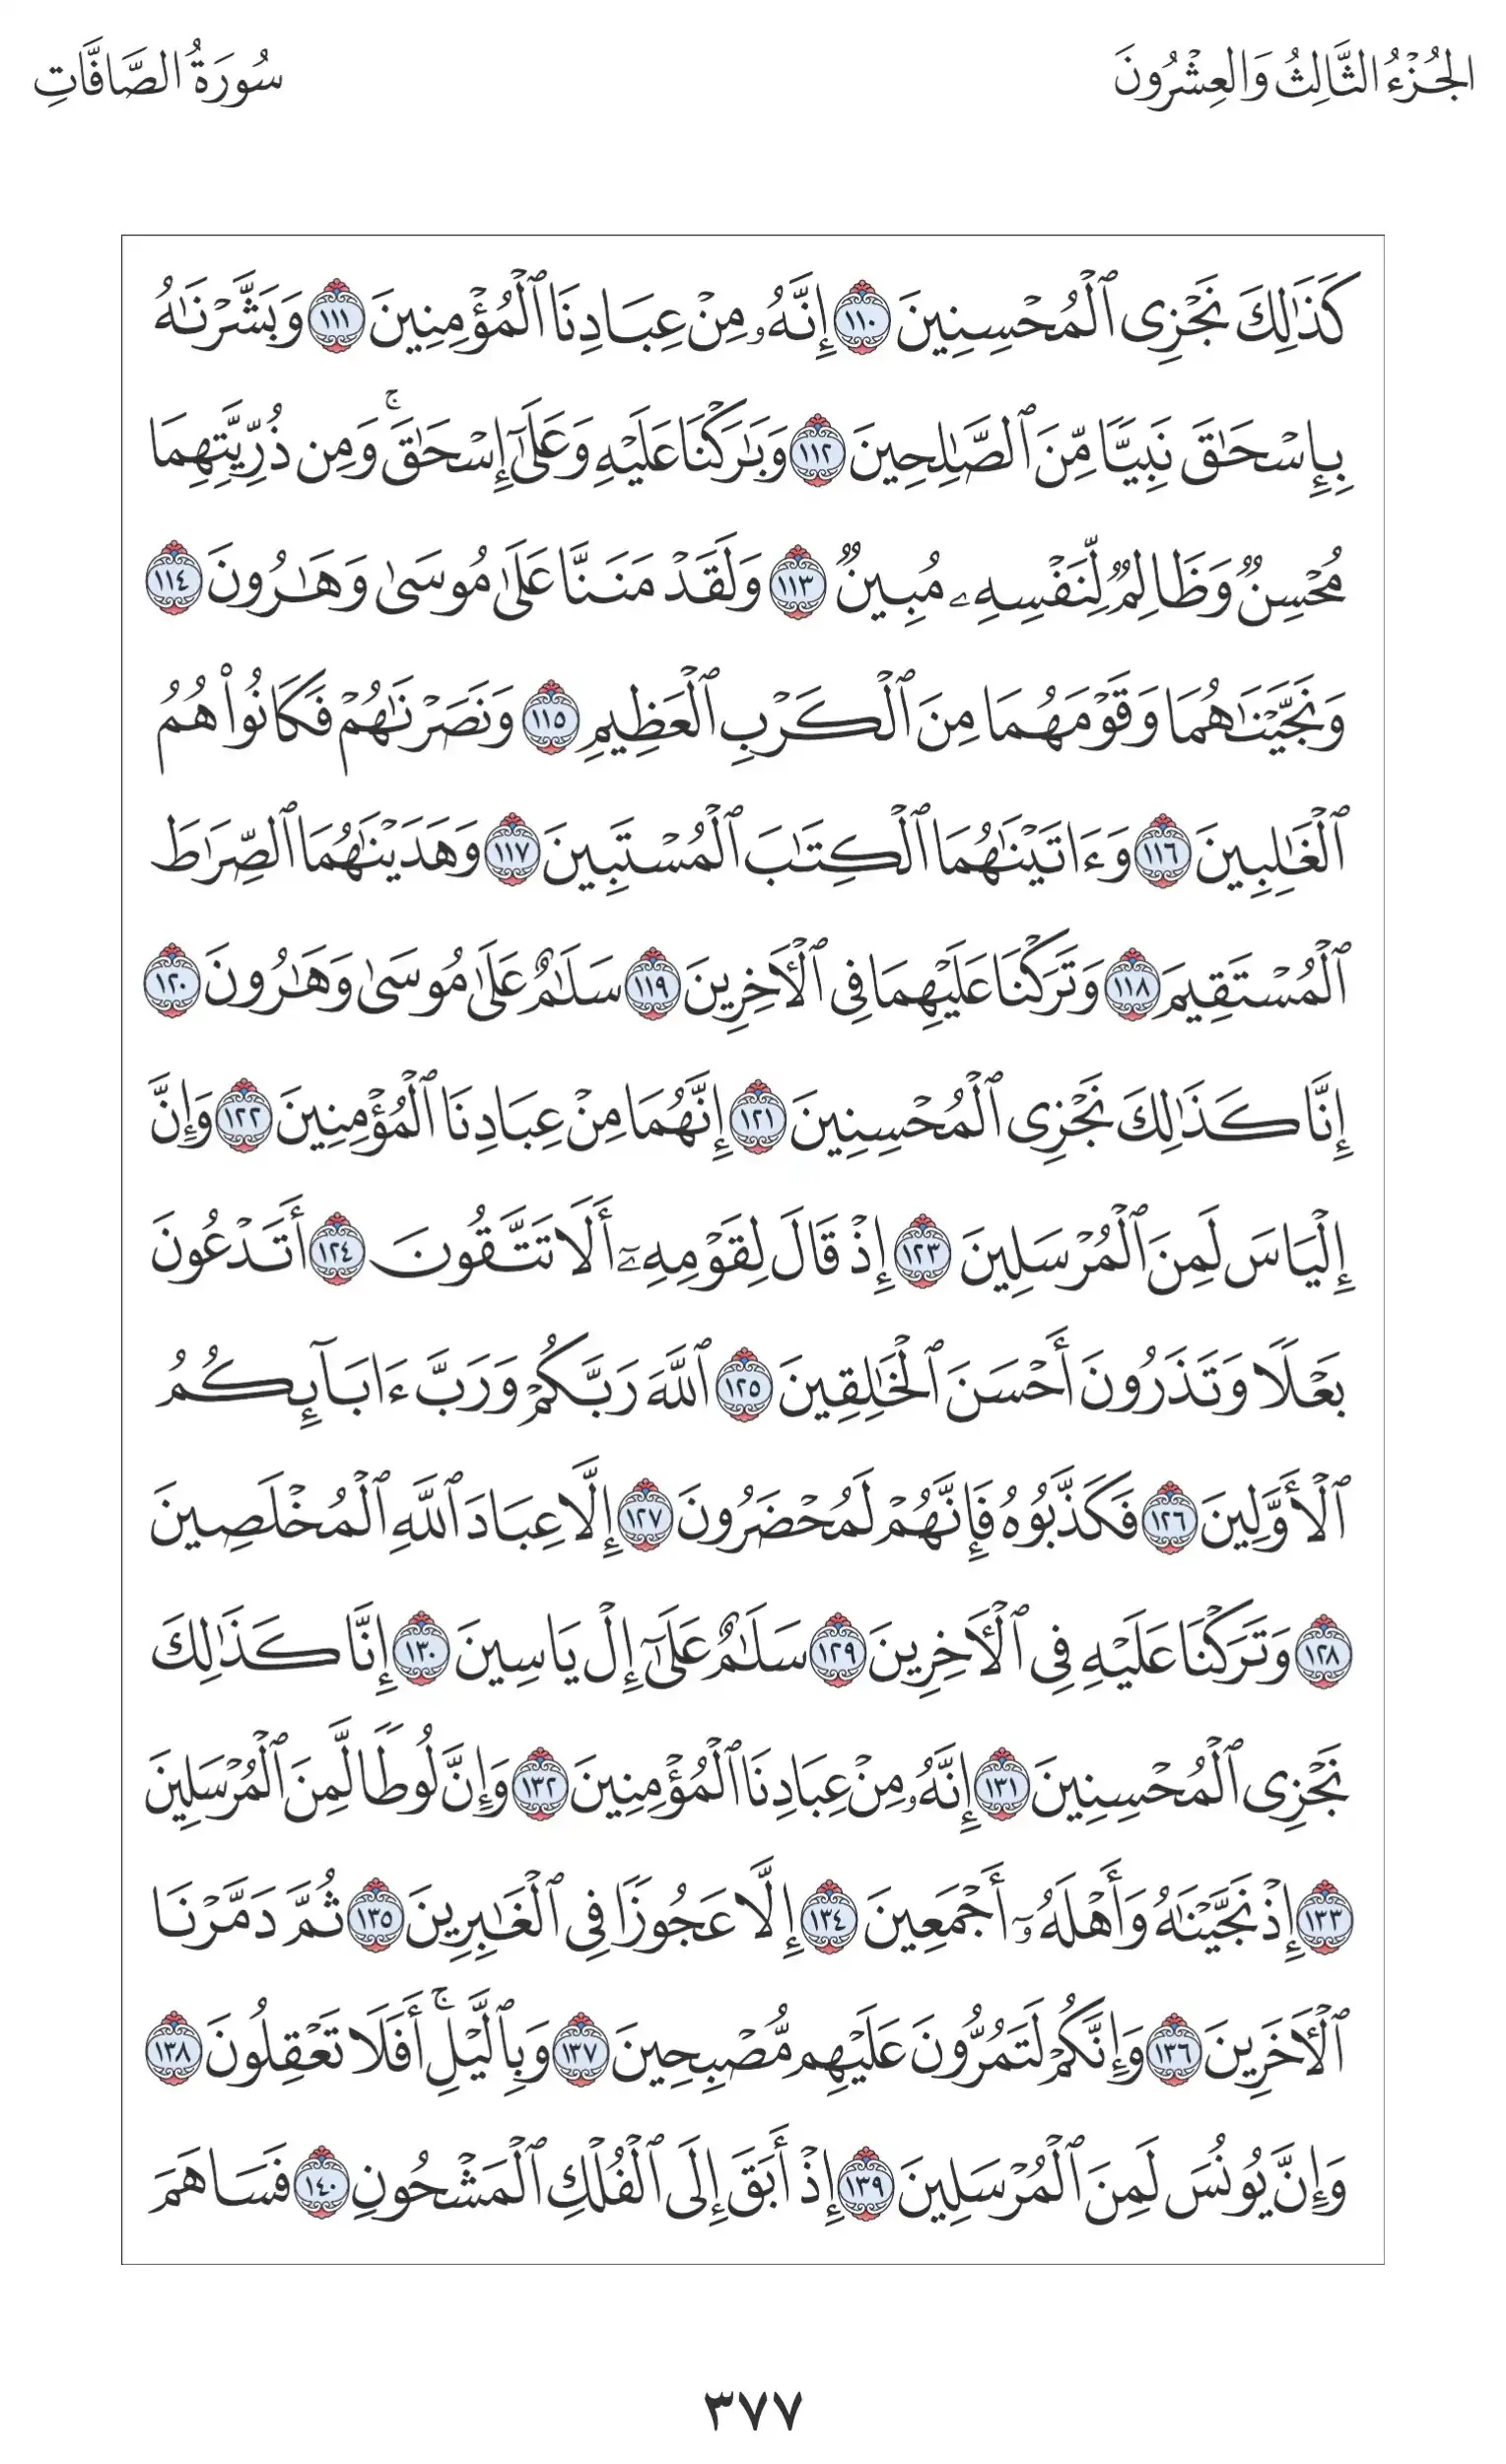 الجُزْءُ الثَّالِثُ وَالعِشْرُونَ
سُورَةُ الصَّافَّاتِ
كَذَٰلِكَ نَجْزِى ٱلْمُحْسِنِينَ ١١٠ إِنَّهُۥ مِنْ عِبَادِنَا ٱلْمُؤْمِنِينَ ١١١ وَبَشَّرْنَٰهُ
بِإِسْحَٰقَ نَبِيًّا مِّنَ ٱلصَّٰلِحِينَ ١١٢ وَبَٰرَكْنَا عَلَيْهِ وَعَلَىٰٓ إِسْحَٰقَ ۚ وَمِن ذُرِّيَّتِهِمَا
مُحْسِنٌ وَظَالِمٌ لِّنَفْسِهِۦ مُبِينٌ ١١٣ وَلَقَدْ مَنَنَّا عَلَىٰ مُوسَىٰ وَهَٰرُونَ ١١٤
وَنَجَّيْنَٰهُمَا وَقَوْمَهُمَا مِنَ ٱلْكَرْبِ ٱلْعَظِيمِ ١١٥ وَنَصَرْنَٰهُمْ فَكَانُوا۟ هُمُ
ٱلْغَٰلِبِينَ ١١٦ وَءَاتَيْنَٰهُمَا ٱلْكِتَٰبَ ٱلْمُسْتَبِينَ ١١٧ وَهَدَيْنَٰهُمَا ٱلصِّرَٰطَ
ٱلْمُسْتَقِيمَ ١١٨ وَتَرَكْنَا عَلَيْهِمَا فِى ٱلْـَٔاخِرِينَ ١١٩ سَلَٰمٌ عَلَىٰ مُوسَىٰ وَهَٰرُونَ ١٢٠
إِنَّا كَذَٰلِكَ نَجْزِى ٱلْمُحْسِنِينَ ١٢١ إِنَّهُمَا مِنْ عِبَادِنَا ٱلْمُؤْمِنِينَ ١٢٢ وَإِنَّ
إِلْيَاسَ لَمِنَ ٱلْمُرْسَلِينَ ١٢٣ إِذْ قَالَ لِقَوْمِهِۦٓ أَلَا تَتَّقُونَ ١٢٤ أَتَدْعُونَ
بَعْلًا وَتَذَرُونَ أَحْسَنَ ٱلْخَٰلِقِينَ ١٢٥ ٱللَّهَ رَبَّكُمْ وَرَبَّ ءَابَآئِكُمُ
ٱلْأَوَّلِينَ ١٢٦ فَكَذَّبُوهُ فَإِنَّهُمْ لَمُحْضَرُونَ ١٢٧ إِلَّا عِبَادَ ٱللَّهِ ٱلْمُخْلَصِينَ
١٢٨ وَتَرَكْنَا عَلَيْهِ فِى ٱلْـَٔاخِرِينَ ١٢٩ سَلَٰمٌ عَلَىٰٓ إِلْ يَاسِينَ ١٣٠ إِنَّا كَذَٰلِكَ
نَجْزِى ٱلْمُحْسِنِينَ ١٣١ إِنَّهُۥ مِنْ عِبَادِنَا ٱلْمُؤْمِنِينَ ١٣٢ وَإِنَّ لُوطًا لَّمِنَ ٱلْمُرْسَلِينَ
١٣٣ إِذْ نَجَّيْنَٰهُ وَأَهْلَهُۥٓ أَجْمَعِينَ ١٣٤ إِلَّا عَجُوزًا فِى ٱلْغَٰبِرِينَ ١٣٥ ثُمَّ دَمَّرْنَا
ٱلْـَٔاخَرِينَ ١٣٦ وَإِنَّكُمْ لَتَمُرُّونَ عَلَيْهِم مُّصْبِحِينَ ١٣٧ وَبِٱلَّيْلِ ۚ أَفَلَا تَعْقِلُونَ ١٣٨
وَإِنَّ يُونُسَ لَمِنَ ٱلْمُرْسَلِينَ ١٣٩ إِذْ أَبَقَ إِلَى ٱلْفُلْكِ ٱلْمَشْحُونِ ١٤٠ فَسَاهَمَ
٣٧٧